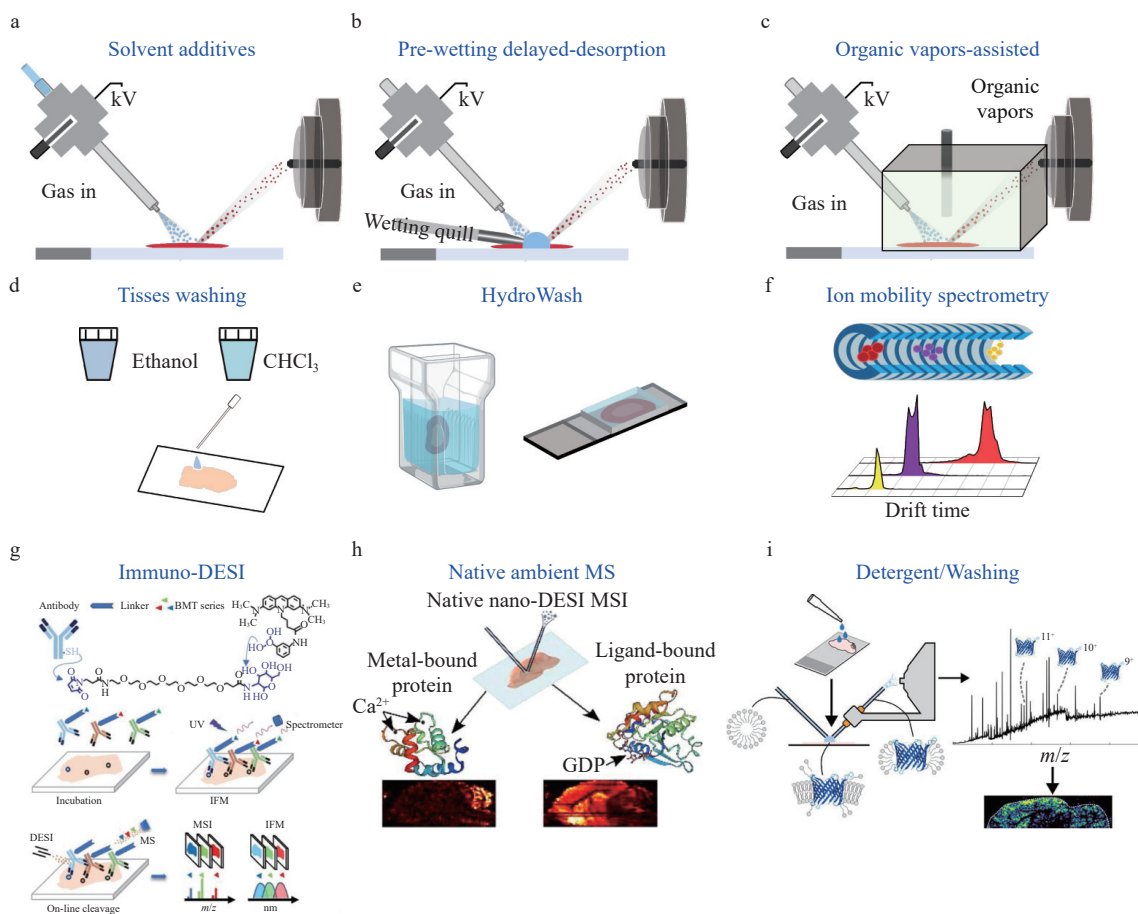 a
Solvent additives
kV
Gas in
b
Pre-wetting delayed-desorption
kV
Gas in
Wetting quill
c
Organic vapors-assisted
kV
Organic
vapors
Gas in
d
Tisses washing
Ethanol
CHCl₃
e
HydroWash
f
Ion mobility spectrometry
Drift time
g
Immuno-DESI
Antibody
Linker
BMT series
H₃C
CH₃
N
N
N
H₃C
CH₃
OH
HO
B
NH
O
SH
O
N
O
O
N
H
O
O
O
O
O
O
O
N
H
HO
OH
OH
OH
UV
Spectrometer
Incubation
IFM
DESI
MS
MSI
IFM
On-line cleavage
m/z
nm
h
Native ambient MS
Native nano-DESI MSI
Metal-bound
protein
Ca²⁺
Ligand-bound
protein
GDP
i
Detergent/Washing
11⁺
10⁺
9⁺
m/z